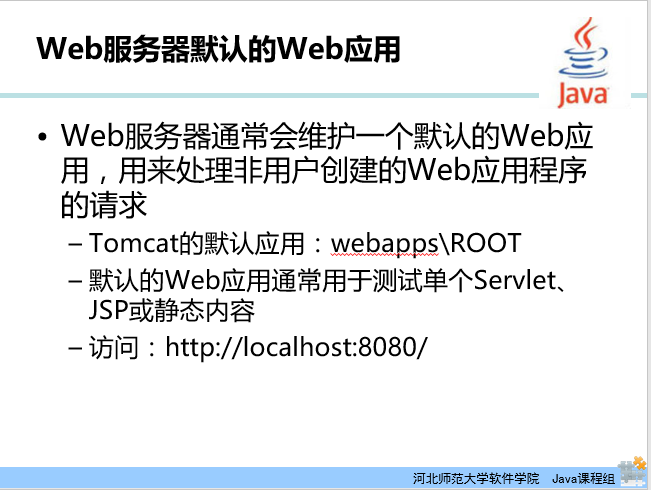 Web服务器默认的Web应用
Java
• Web服务器通常会维护一个默认的Web应
用，用来处理非用户创建的Web应用程序
的请求
– Tomcat的默认应用：webapps\ROOT
– 默认的Web应用通常用于测试单个Servlet、
JSP或静态内容
– 访问：http://localhost:8080/
河北师范大学软件学院 Java课程组